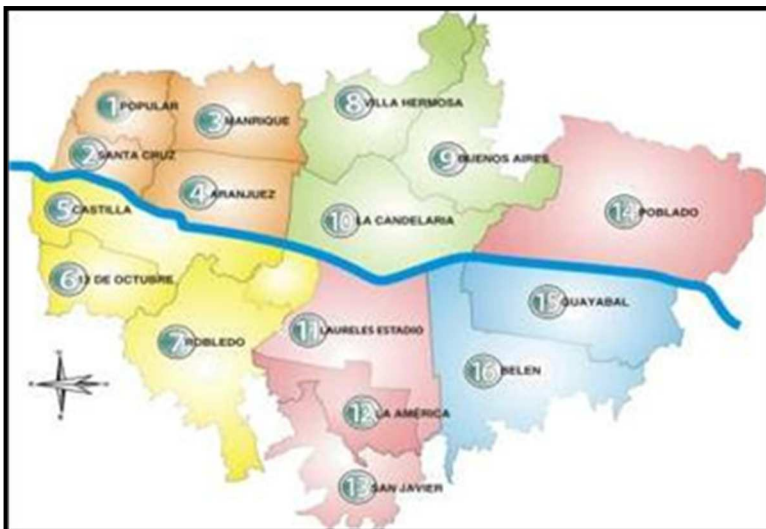 1 POPULAR
2 SANTA CRUZ
3 MANRIQUE
4 ARANJUEZ
5 CASTILLA
6 12 DE OCTUBRE
7 ROBLEDO
8 VILLA HERMOSA
9 BUENOS AIRES
10 LA CANDELARIA
11 LAURELES ESTADIO
12 LA AMÉRICA
13 SAN JAVIER
14 POBLADO
15 GUAYABAL
16 BELEN